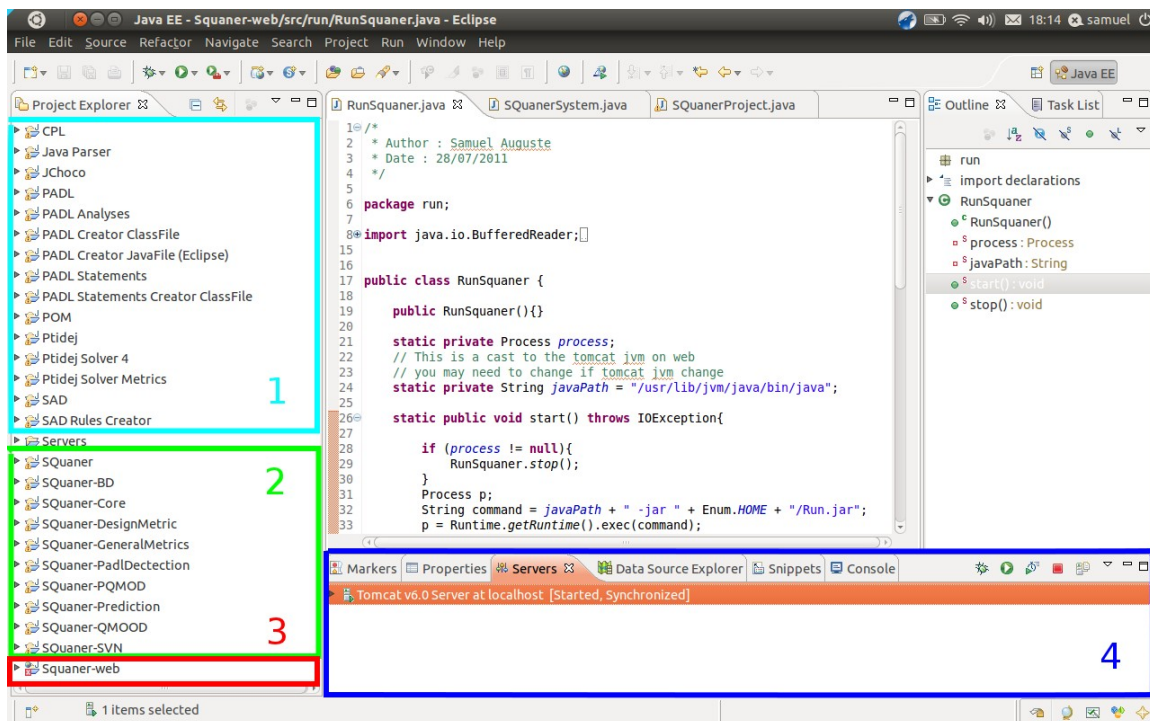 Java EE - Squaner-web/src/run/RunSquaner.java - Eclipse
18:14 samuel
File Edit Source Refactor Navigate Search Project Run Window Help
Java EE
Project Explorer
CPL
Java Parser
JChoco
PADL
PADL Analyses
PADL Creator ClassFile
PADL Creator JavaFile (Eclipse)
PADL Statements
PADL Statements Creator ClassFile
POM
Ptidej
Ptidej Solver 4
Ptidej Solver Metrics
SAD
SAD Rules Creator
1
Servers
SQuaner
SQuaner-BD
SQuaner-Core
SQuaner-DesignMetric
SQuaner-GeneralMetrics
SQuaner-PadlDectection
SQuaner-PQMOD
SQuaner-Prediction
SQuaner-QMOOD
SQuaner-SVN
2
Squaner-web
3
RunSquaner.java SQuanerSystem.java SQuanerProject.java
1 /*
2 * Author : Samuel Auguste
3 * Date : 28/07/2011
4 */
5
6 package run;
7
8 import java.io.BufferedReader;
15
16
17 public class RunSquaner {
18
19 public RunSquaner(){}
20
21 static private Process process;
22 // This is a cast to the tomcat jvm on web
23 // you may need to change if tomcat jvm change
24 static private String javaPath = "/usr/lib/jvm/java/bin/java";
25
26 static public void start() throws IOException{
27
28 if (process != null){
29 RunSquaner.stop();
30 }
31 Process p;
32 String command = javaPath + " -jar " + Enum.HOME + "/Run.jar";
33 p = Runtime.getRuntime().exec(command);
Outline Task List
run
import declarations
RunSquaner
RunSquaner()
process : Process
javaPath : String
start() : void
stop() : void
Markers Properties Servers Data Source Explorer Snippets Console
Tomcat v6.0 Server at localhost [Started, Synchronized]
4
1 items selected